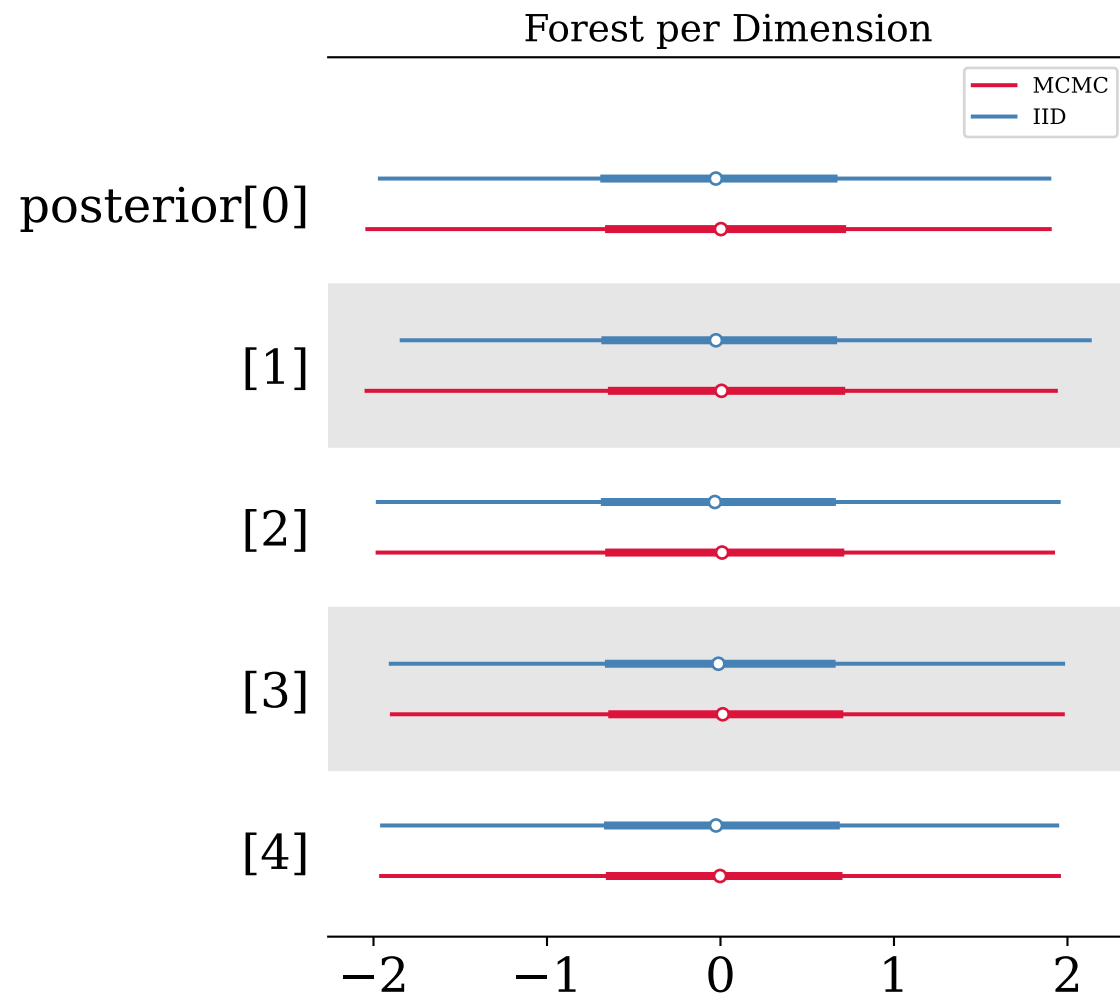 Forest per Dimension
MCMC
IID
posterior[0]
[1]
[2]
[3]
[4]
−2 −1 0 1 2